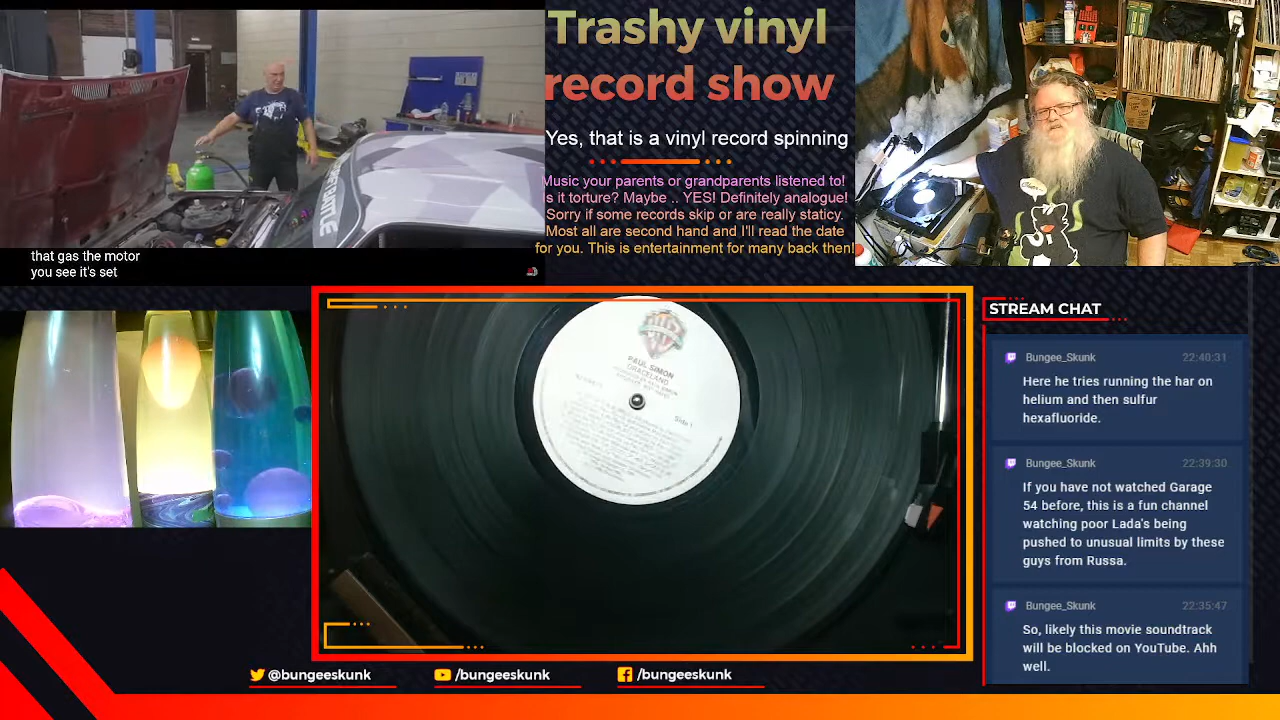 that gas the motor
you see it's set
Trashy vinyl
record show
Yes, that is a vinyl record spinning
Music your parents or grandparents listened to!
is it torture? Maybe .. YES! Definitely analogue!
Sorry if some records skip or are really staticy.
Most all are second hand and I'll read the date
for you. This is entertainment for many back then!
PAUL SIMON
GRACELAND
Side 1
STREAM CHAT
Bungee_Skunk 22:40:31
Here he tries running the har on
helium and then sulfur
hexafluoride.
Bungee_Skunk 22:39:30
If you have not watched Garage
54 before, this is a fun channel
watching poor Lada's being
pushed to unusual limits by these
guys from Russa.
Bungee_Skunk 22:35:47
So, likely this movie soundtrack
will be blocked on YouTube. Ahh
well.
@bungeeskunk
/bungeeskunk
/bungeeskunk